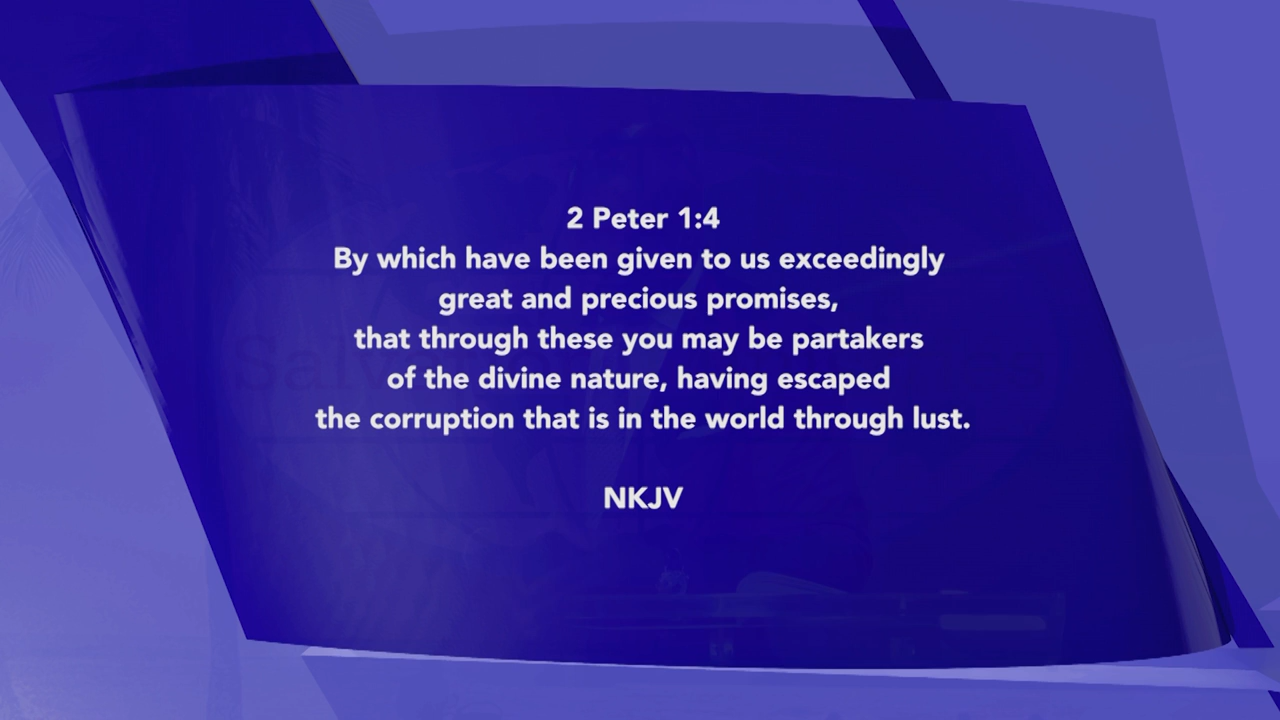 2 Peter 1:4
By which have been given to us exceedingly
great and precious promises,
that through these you may be partakers
of the divine nature, having escaped
the corruption that is in the world through lust.
NKJV